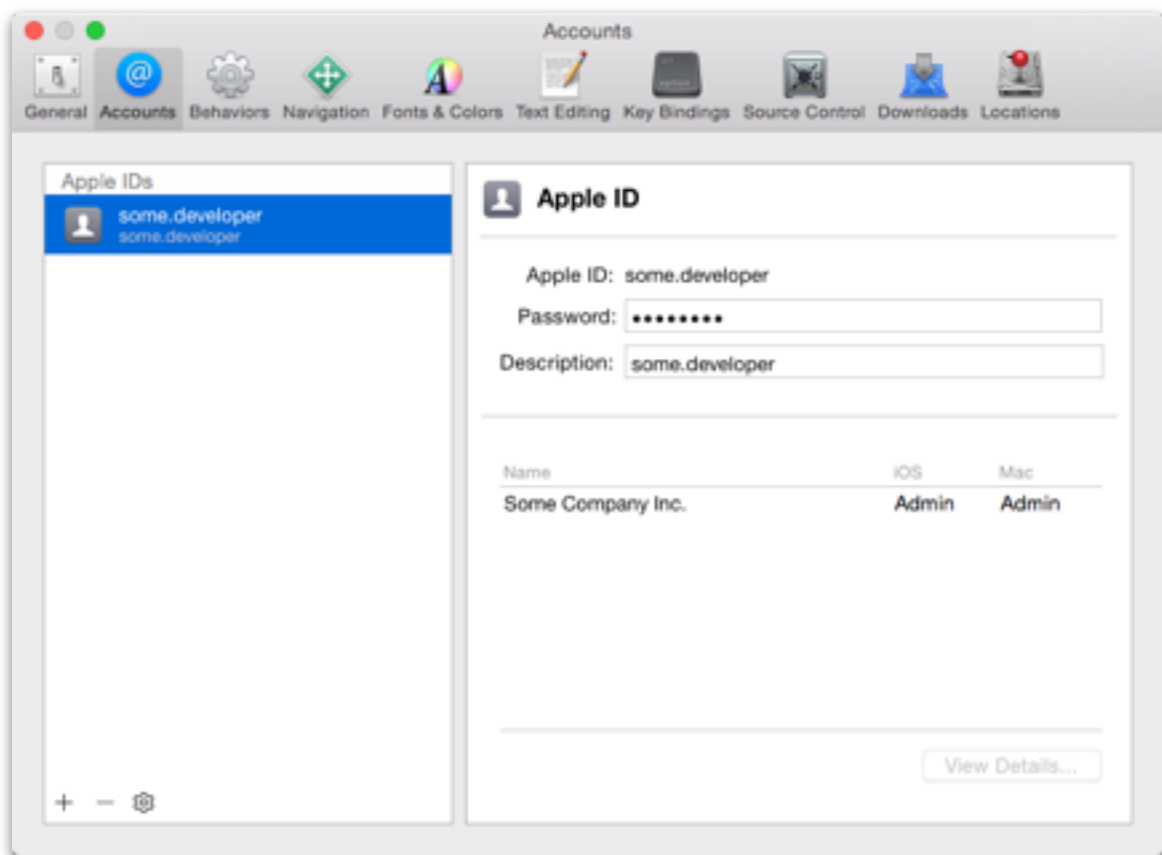 Accounts
General Accounts Behaviors Navigation Fonts & Colors Text Editing Key Bindings Source Control Downloads Locations
Apple IDs
some.developer
some.developer
Apple ID
Apple ID: some.developer
Password: ••••••••
Description: some.developer
Name iOS Mac
Some Company Inc. Admin Admin
View Details...